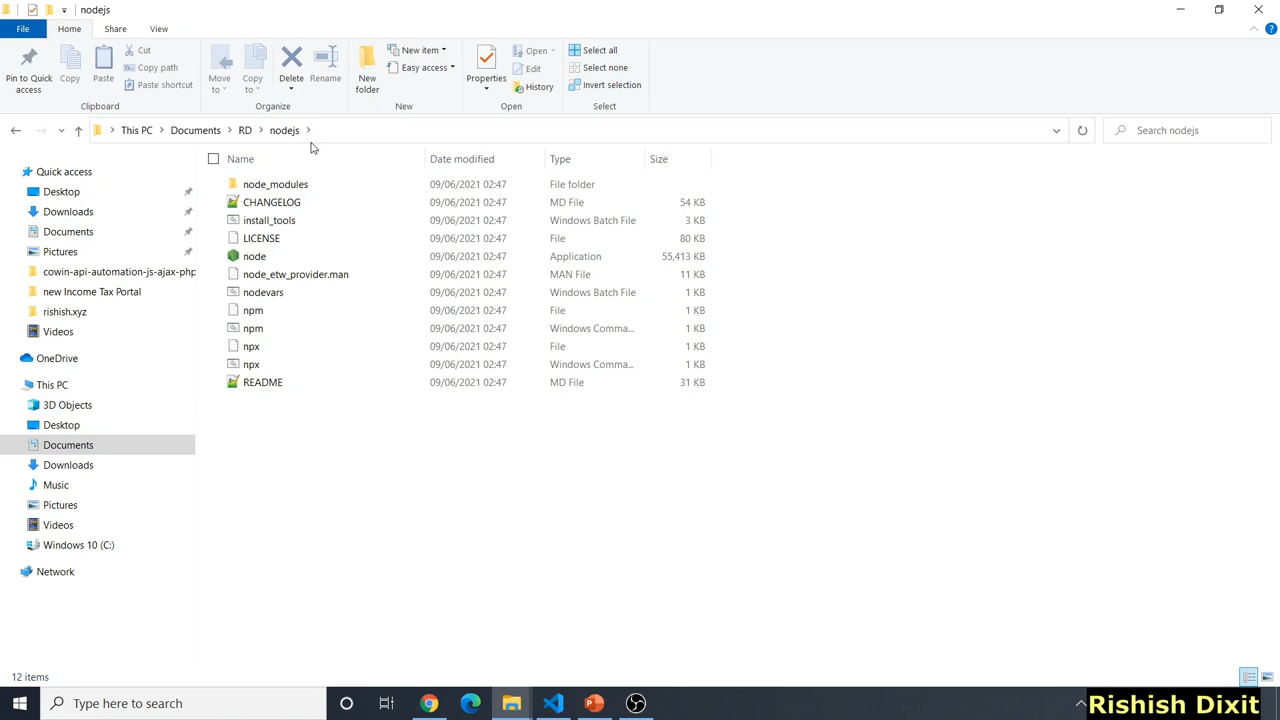 nodejs
File Home Share View
Pin to Quick access
Copy
Paste
Cut
Copy path
Paste shortcut
Clipboard
Move to
Copy to
Delete
Rename
Organize
New folder
New item
Easy access
New
Properties
Open
Edit
History
Open
Select all
Select none
Invert selection
Select
This PC > Documents > RD > nodejs >
Search nodejs
Name Date modified Type Size
node_modules 09/06/2021 02:47 File folder
CHANGELOG 09/06/2021 02:47 MD File 54 KB
install_tools 09/06/2021 02:47 Windows Batch File 3 KB
LICENSE 09/06/2021 02:47 File 80 KB
node 09/06/2021 02:47 Application 55,413 KB
node_etw_provider.man 09/06/2021 02:47 MAN File 11 KB
nodevars 09/06/2021 02:47 Windows Batch File 1 KB
npm 09/06/2021 02:47 File 1 KB
npm 09/06/2021 02:47 Windows Comma... 1 KB
npx 09/06/2021 02:47 File 1 KB
npx 09/06/2021 02:47 Windows Comma... 1 KB
README 09/06/2021 02:47 MD File 31 KB
Quick access
Desktop
Downloads
Documents
Pictures
cowin-api-automation-js-ajax-php
new Income Tax Portal
rishish.xyz
Videos
OneDrive
This PC
3D Objects
Desktop
Documents
Downloads
Music
Pictures
Videos
Windows 10 (C:)
Network
12 items
Type here to search
Rishish Dixit